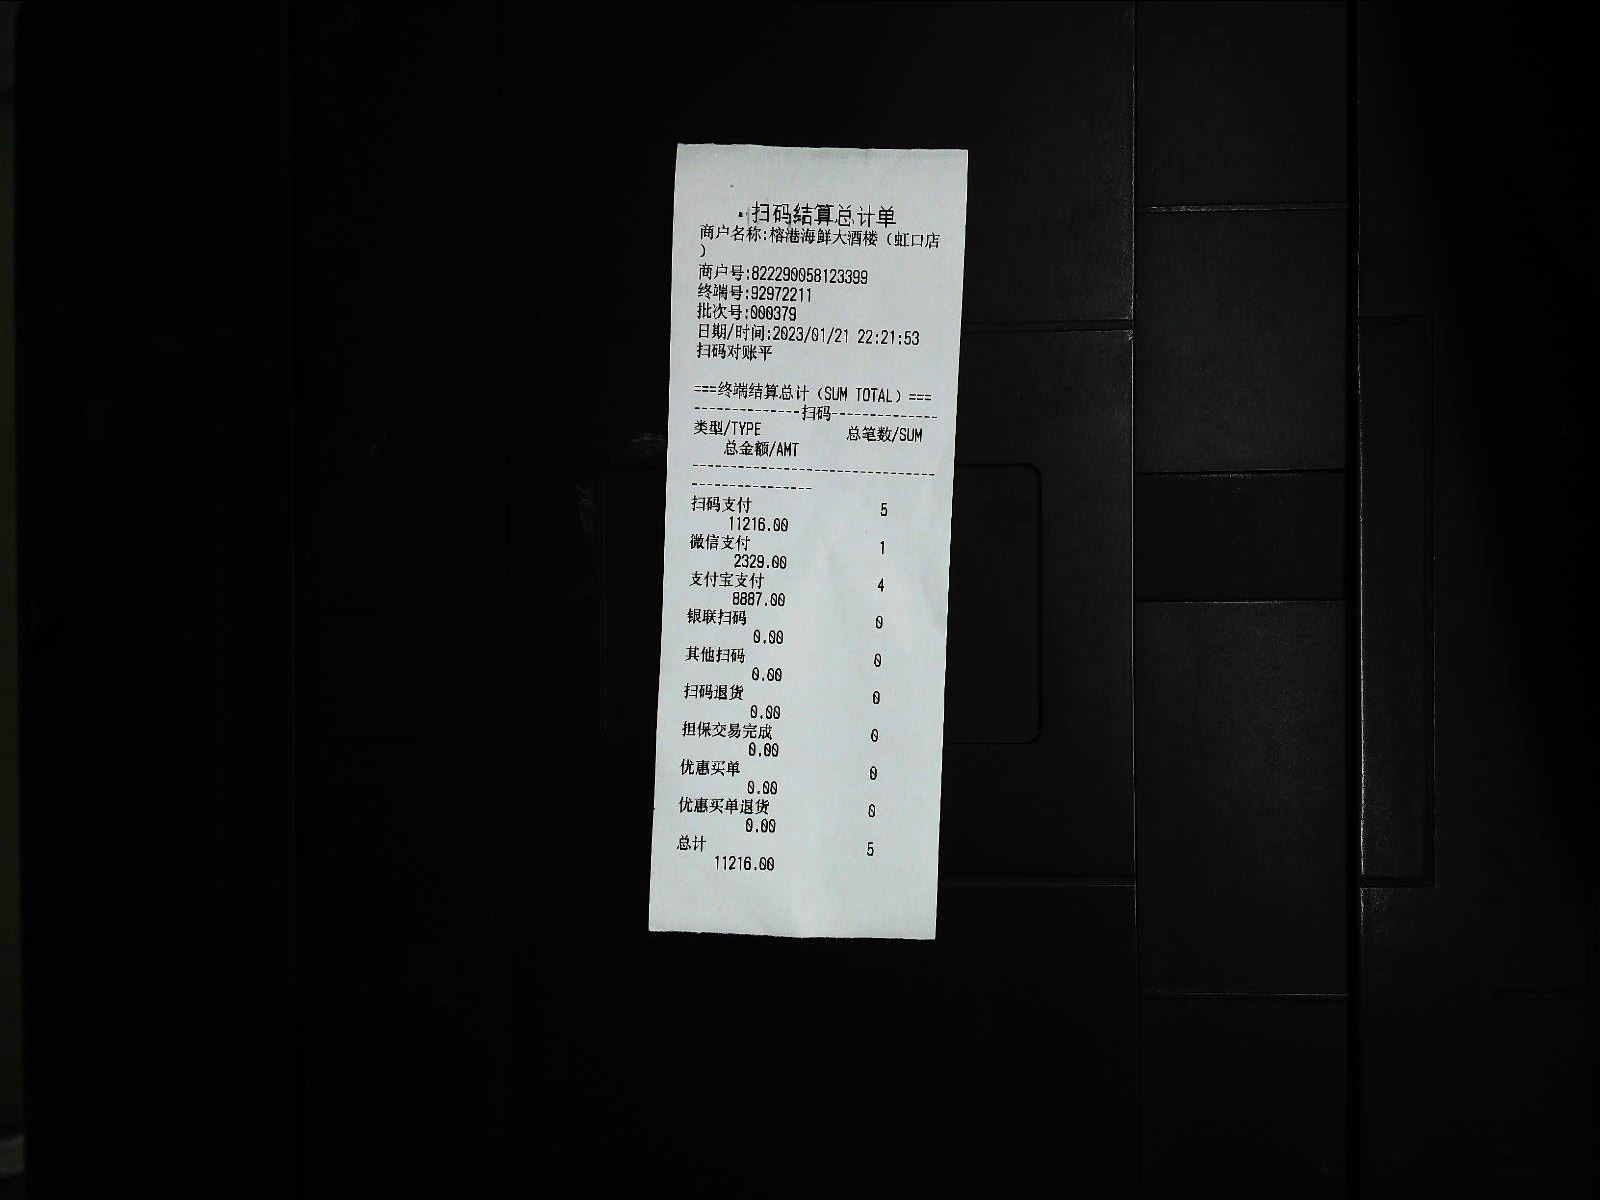 扫码结算总计单
商户名称:榕港海鲜大酒楼（虹口店
）
商户号:822290058123399
终端号:92972211
批次号:000379
日期/时间:2023/01/21 22:21:53
扫码对账平
===终端结算总计（SUM TOTAL）===
--------------扫码--------------
类型/TYPE 总笔数/SUM
总金额/AMT
--------------------------------
----------------
扫码支付 5
11216.00
微信支付 1
2329.00
支付宝支付 4
8887.00
银联扫码 0
0.00
其他扫码 0
0.00
扫码退货 0
0.00
担保交易完成 0
0.00
优惠买单 0
0.00
优惠买单退货 0
0.00
总计 5
11216.00